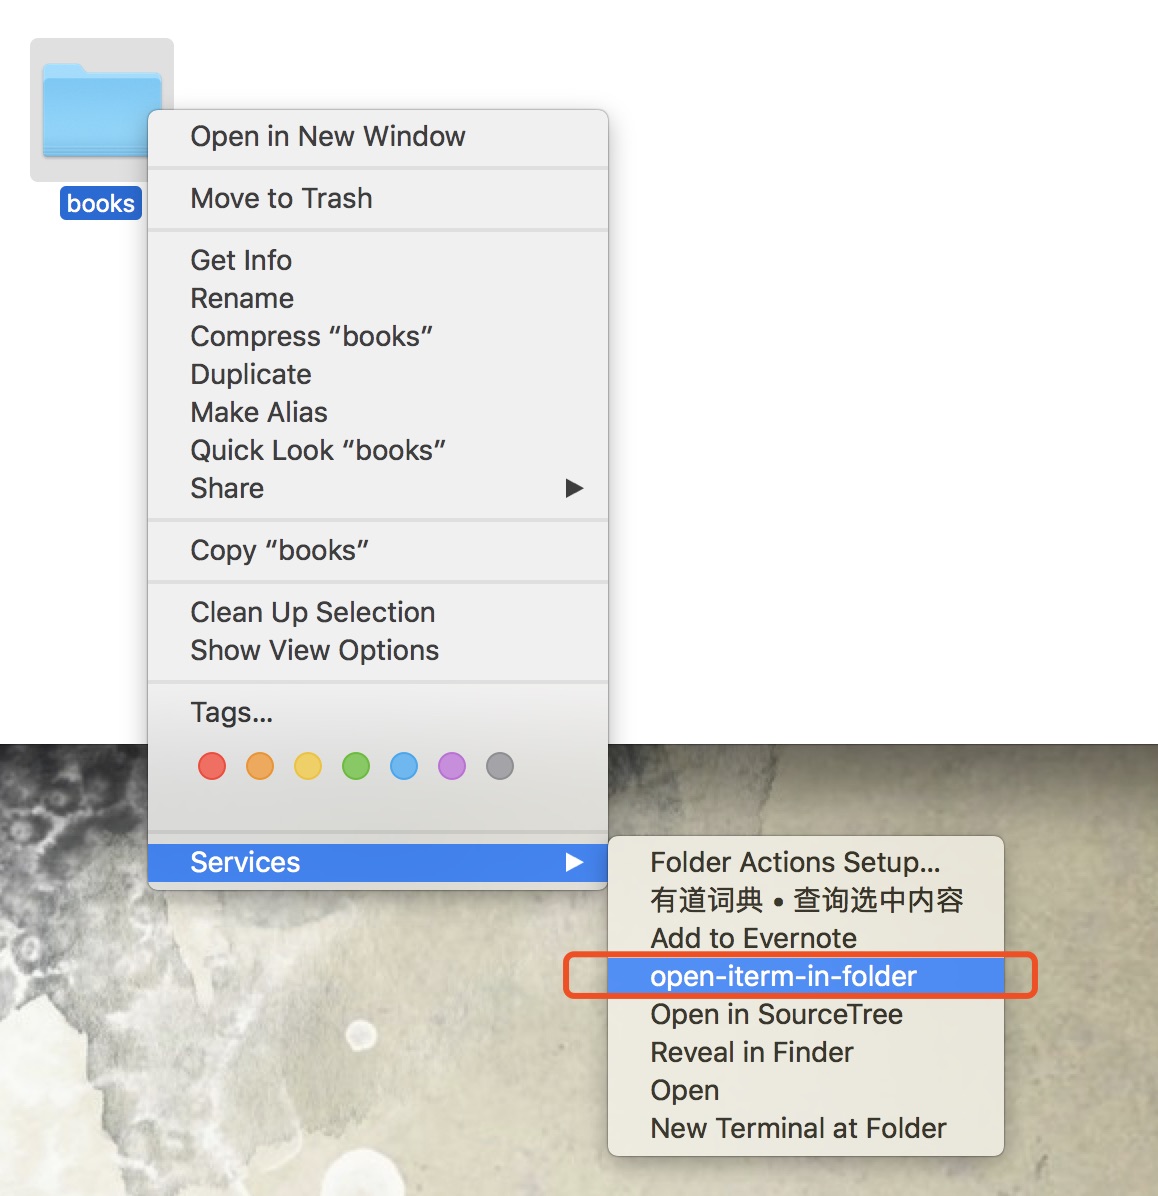 books
Open in New Window
Move to Trash
Get Info
Rename
Compress “books”
Duplicate
Make Alias
Quick Look “books”
Share
Copy “books”
Clean Up Selection
Show View Options
Tags...
Services
Folder Actions Setup...
有道词典 • 查询选中内容
Add to Evernote
open-iterm-in-folder
Open in SourceTree
Reveal in Finder
Open
New Terminal at Folder